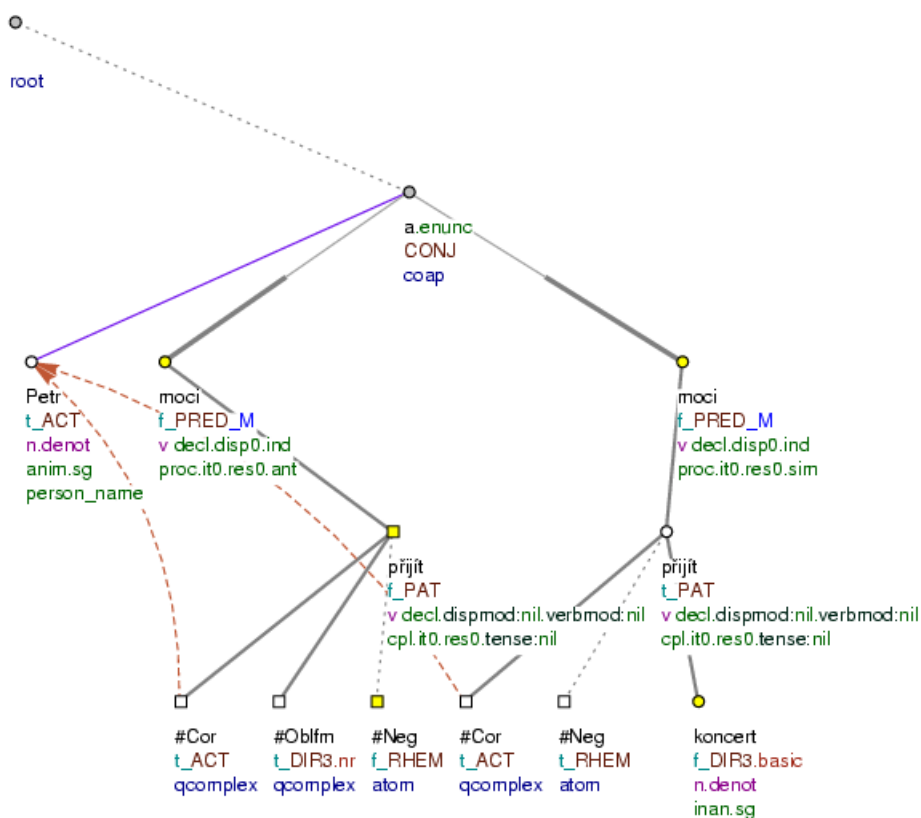 root
a.enunc
CONJ
coap
Petr
t_ACT
n.denot
anim.sg
person_name
moci
f_PRED_M
v decl.disp0.ind
proc.it0.res0.ant
moci
f_PRED_M
v decl.disp0.ind
proc.it0.res0.sim
přijít
f_PAT
v decl.dispmod:nil.verbmod:nil
cpl.it0.res0.tense:nil
přijít
t_PAT
v decl.dispmod:nil.verbmod:nil
cpl.it0.res0.tense:nil
#Cor
t_ACT
qcomplex
#Oblfm
t_DIR3.nr
qcomplex
#Neg
f_RHEM
atom
#Cor
t_ACT
qcomplex
#Neg
t_RHEM
atom
koncert
f_DIR3.basic
n.denot
inan.sg